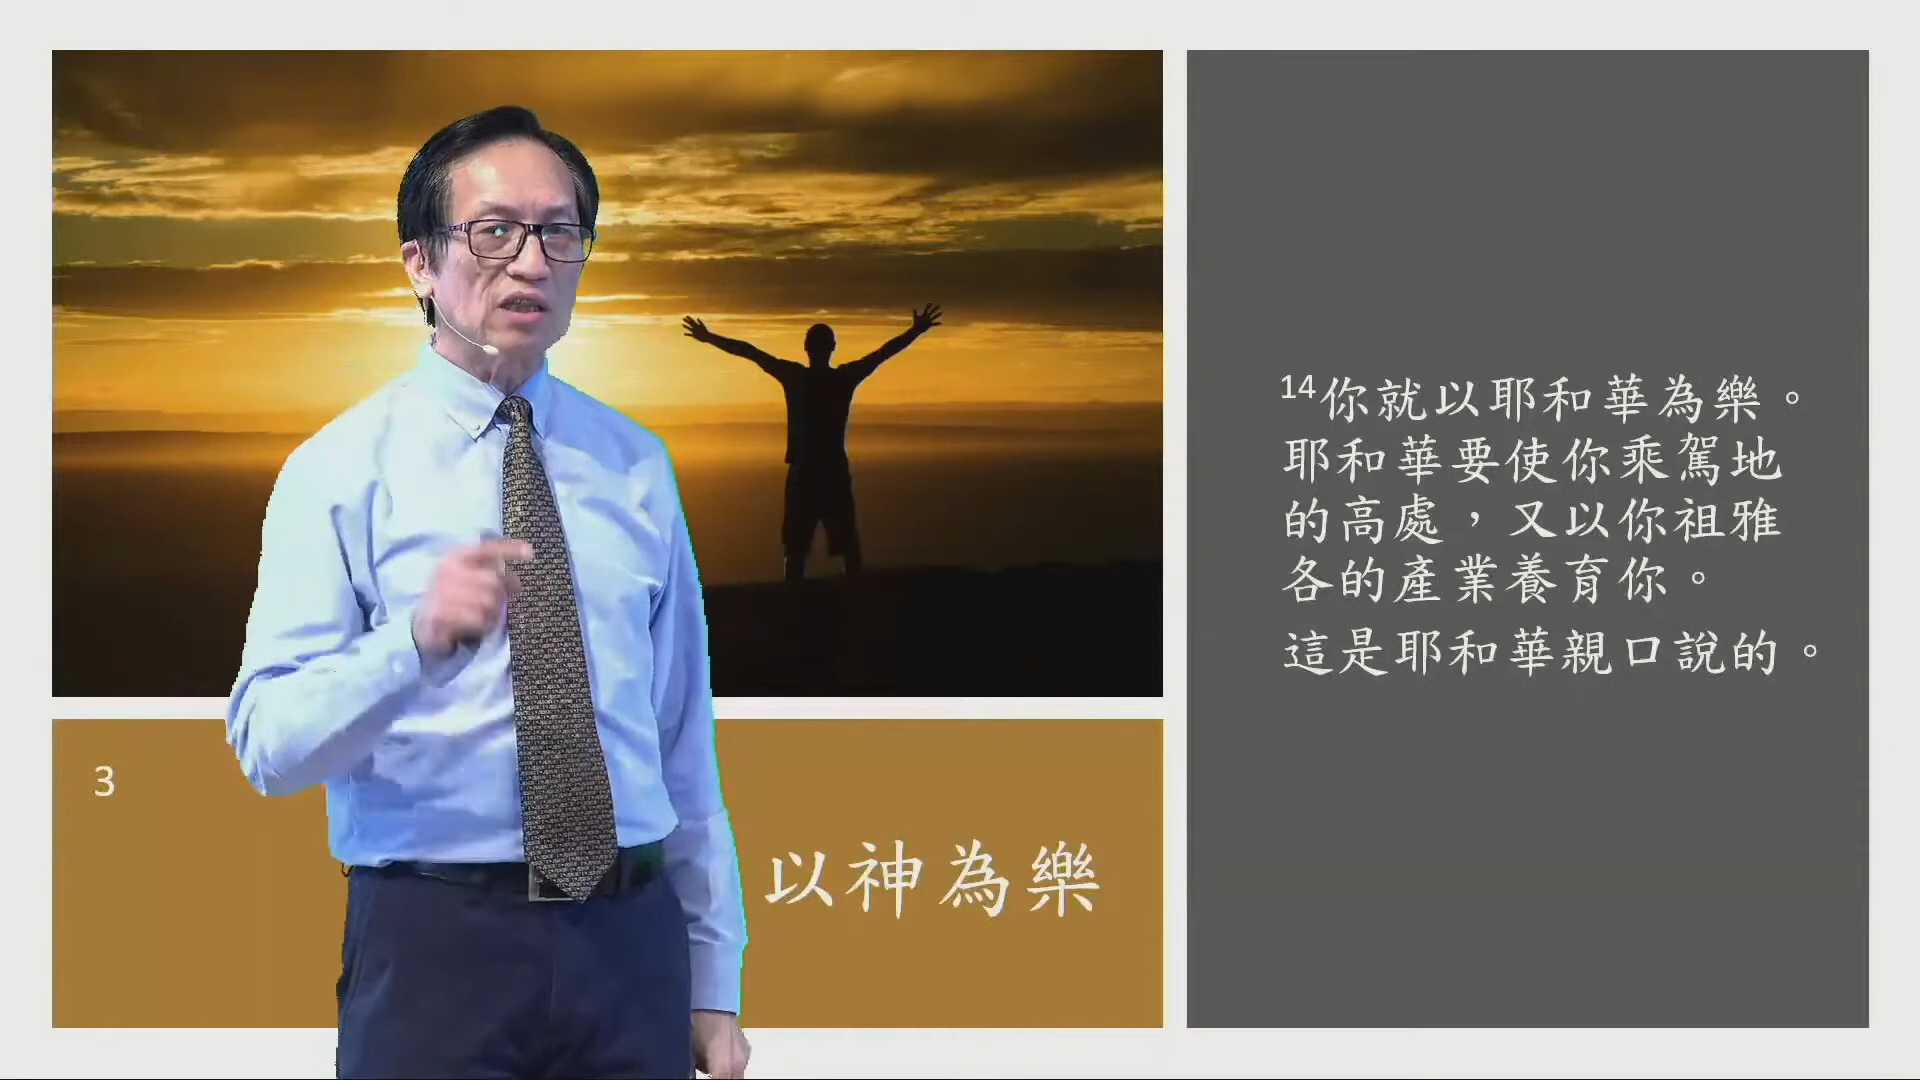 14你就以耶和華為樂。
耶和華要使你乘駕地
的高處，又以你祖雅
各的產業養育你。
這是耶和華親口說的。
3
以神為樂